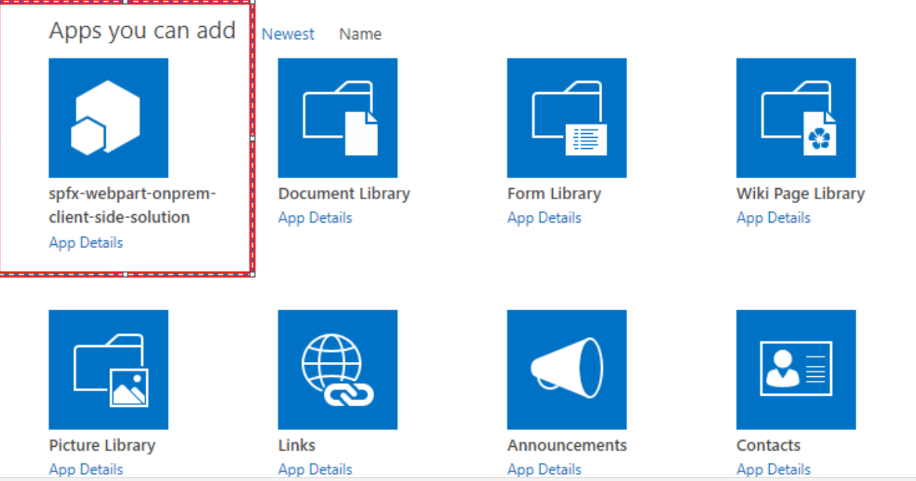 Apps you can add Newest Name
spfx-webpart-onprem-
client-side-solution
App Details
Document Library
App Details
Form Library
App Details
Wiki Page Library
App Details
Picture Library
App Details
Links
App Details
Announcements
App Details
Contacts
App Details